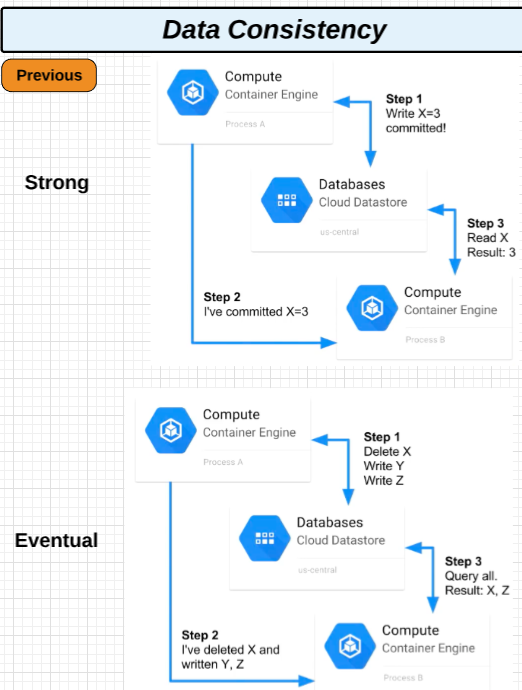 Data Consistency
Previous
Strong
Compute
Container Engine
Process A
Step 1
Write X=3
committed!
Databases
Cloud Datastore
us-central
Step 3
Read X
Result: 3
Step 2
I've committed X=3
Compute
Container Engine
Process B
Eventual
Compute
Container Engine
Process A
Step 1
Delete X
Write Y
Write Z
Databases
Cloud Datastore
us-central
Step 3
Query all.
Result: X, Z
Step 2
I've deleted X and
written Y, Z
Compute
Container Engine
Process B